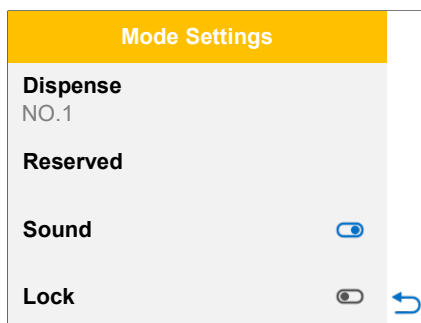 Mode Settings
Dispense
NO.1
Reserved
Sound
Lock